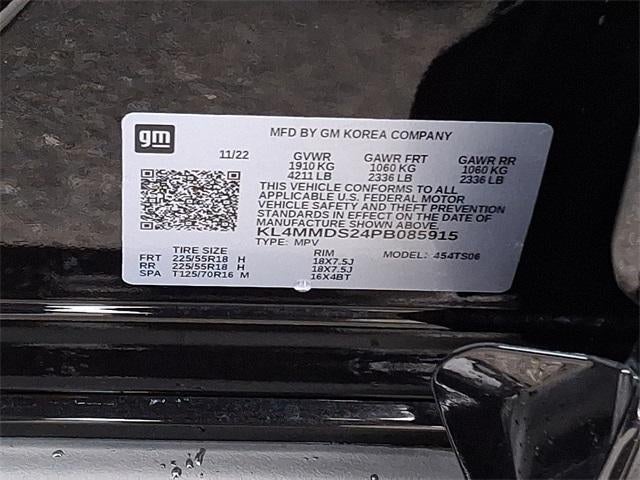 gm
MFD BY GM KOREA COMPANY
11/22 GVWR GAWR FRT GAWR RR
1910 KG 1060 KG 1060 KG
4211 LB 2336 LB 2336 LB
THIS VEHICLE CONFORMS TO ALL
APPLICABLE U.S. FEDERAL MOTOR
VEHICLE SAFETY AND THEFT PREVENTION
STANDARDS IN EFFECT ON THE DATE OF
MANUFACTURE SHOWN ABOVE.
KL4MMDS24PB085915
TYPE: MPV
TIRE SIZE RIM MODEL: 454TS06
FRT 225/55R18 H 18X7.5J
RR 225/55R18 H 18X7.5J
SPA T125/70R16 M 16X4BT